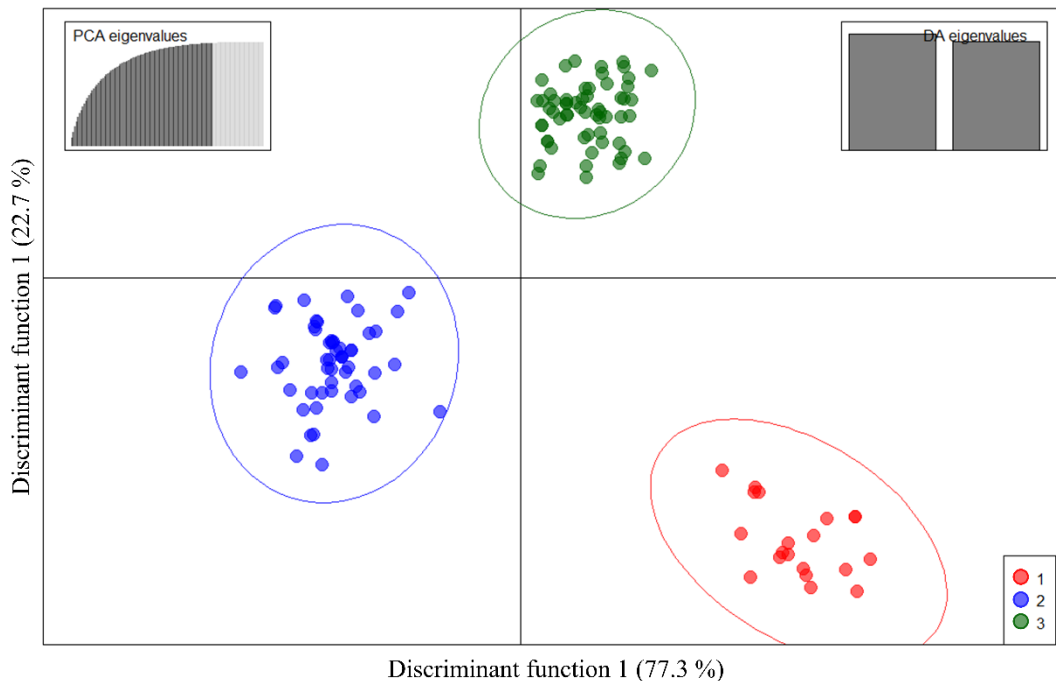 PCA eigenvalues
DA eigenvalues
Discriminant function 1 (22.7 %)
1
2
3
Discriminant function 1 (77.3 %)